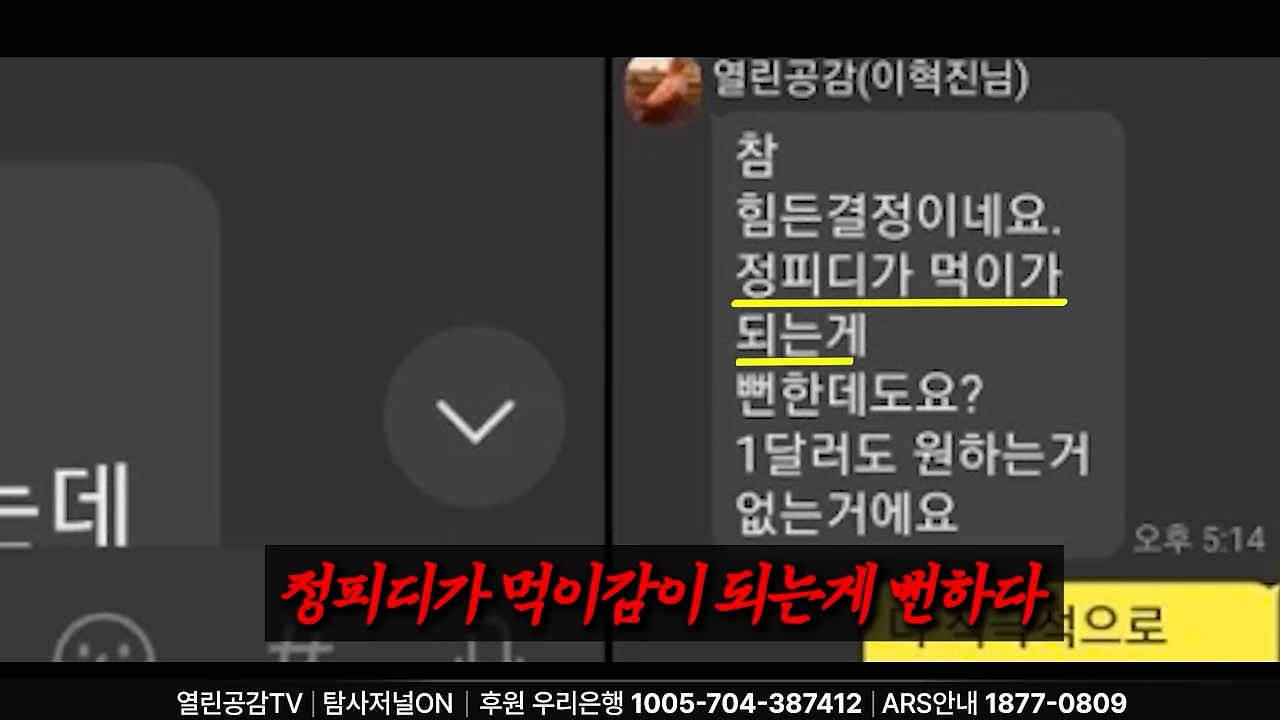 열린공감(이혁진님)
참
힘든결정이네요.
정피디가 먹이가
되는게
뻔한데도요?
1달러도 원하는거
없는거에요
오후 5:14
는데
정피디가 먹이감이 되는게 뻔하다
#
열린공감TV | 탐사저널ON | 후원 우리은행 1005-704-387412 | ARS안내 1877-0809